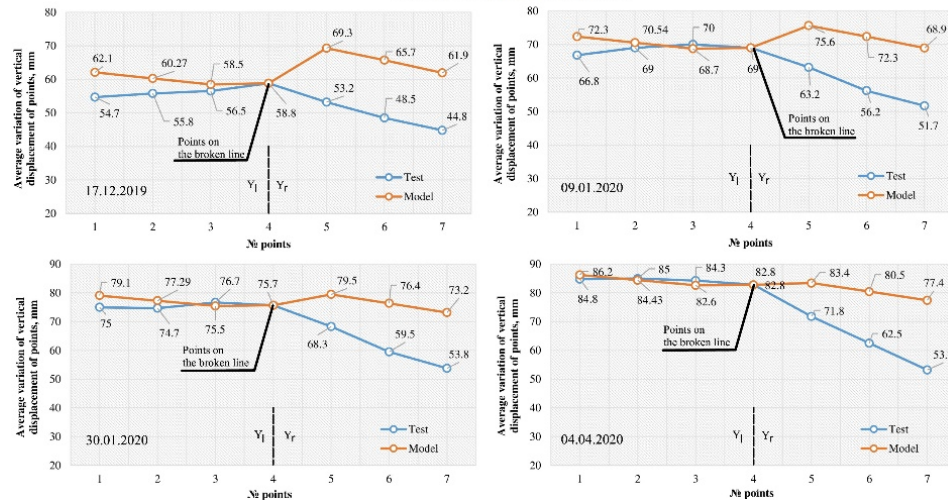 Average variation of vertical
displacement of points, mm
80
70
60
50
40
30
20
62.1
60.27
58.5
69.3
65.7
61.9
54.7
55.8
56.5
58.8
53.2
48.5
44.8
Points on
the broken line
17.12.2019
Yl
Yr
Test
Model
1 2 3 4 5 6 7
№ points
Average variation of vertical
displacement of points, mm
80
70
60
50
40
30
20
72.3
70.54
70
75.6
72.3
68.9
66.8
69
68.7
69
63.2
56.2
51.7
Points on
the broken line
09.01.2020
Yl
Yr
Test
Model
1 2 3 4 5 6 7
№ points
Average variation of vertical
displacement of points, mm
90
80
70
60
50
40
30
20
79.1
77.29
76.7
75.7
79.5
76.4
73.2
75
74.7
75.5
68.3
59.5
53.8
Points on
the broken line
30.01.2020
Yl
Yr
Test
Model
1 2 3 4 5 6 7
№ points
Average variation of vertical
displacement of points, mm
90
80
70
60
50
40
30
20
86.2
85
84.3
82.8
83.4
80.5
77.4
84.8
84.43
82.6
82.8
71.8
62.5
53.
Points on
the broken line
04.04.2020
Yl
Yr
Test
Model
1 2 3 4 5 6 7
№ points